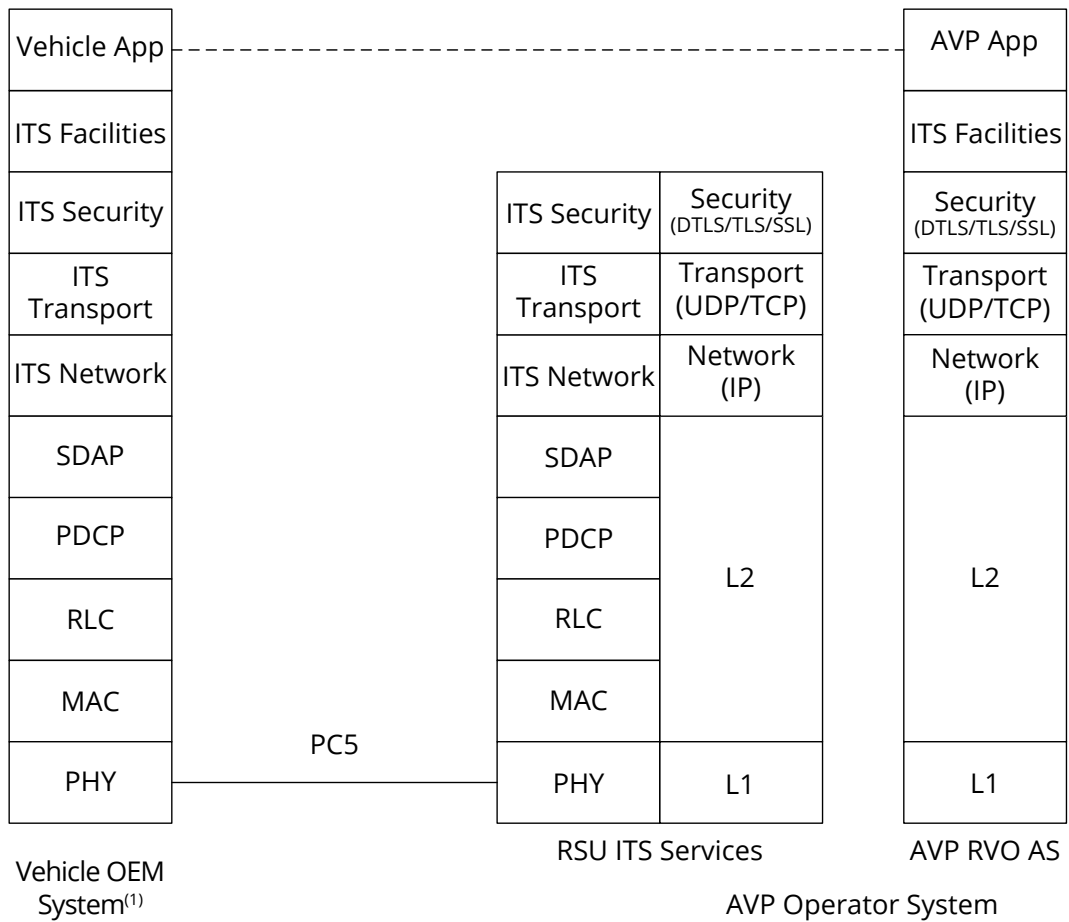 Vehicle App
ITS Facilities
ITS Security
ITS
Transport
ITS Network
SDAP
PDCP
RLC
MAC
PHY
Vehicle OEM
System(1)
PC5
ITS Security
ITS
Transport
ITS Network
SDAP
PDCP
RLC
MAC
PHY
Security
(DTLS/TLS/SSL)
Transport
(UDP/TCP)
Network
(IP)
L2
L1
RSU ITS Services
AVP App
ITS Facilities
Security
(DTLS/TLS/SSL)
Transport
(UDP/TCP)
Network
(IP)
L2
L1
AVP RVO AS
AVP Operator System